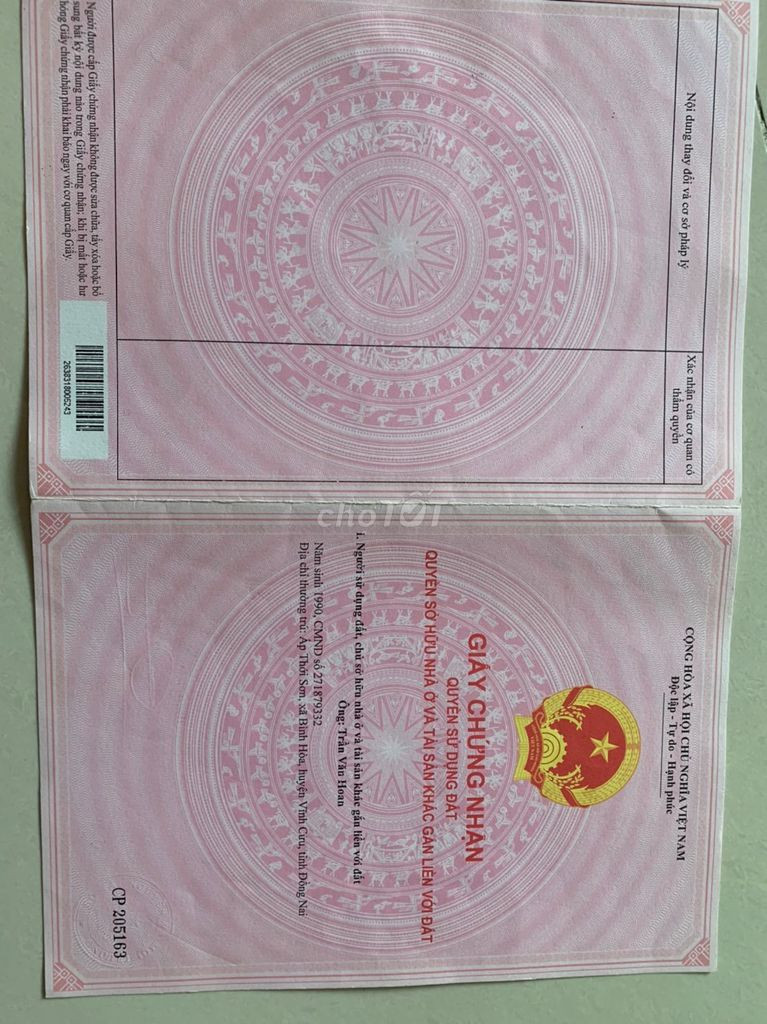 Nội dung thay đổi và cơ sở pháp lý
Xác nhận của cơ quan có
thẩm quyền
Người được cấp Giấy chứng nhận không được sửa chữa, tẩy xóa hoặc bổ
sung bất kỳ nội dung nào trong Giấy chứng nhận; khi bị mất hoặc hư
hỏng Giấy chứng nhận phải khai báo ngay với cơ quan cấp Giấy.
2638318005243
choTỐT
CỘNG HÒA XÃ HỘI CHỦ NGHĨA VIỆT NAM
Độc lập - Tự do - Hạnh phúc
GIẤY CHỨNG NHẬN
QUYỀN SỬ DỤNG ĐẤT
QUYỀN SỞ HỮU NHÀ Ở VÀ TÀI SẢN KHÁC GẮN LIỀN VỚI ĐẤT
I. Người sử dụng đất, chủ sở hữu nhà ở và tài sản khác gắn liền với đất
Ông: Trần Văn Hoan
Năm sinh 1990, CMND số 271879332
Địa chỉ thường trú: Ấp Thới Sơn, xã Bình Hòa, huyện Vĩnh Cửu, tỉnh Đồng Nai
CP 205163